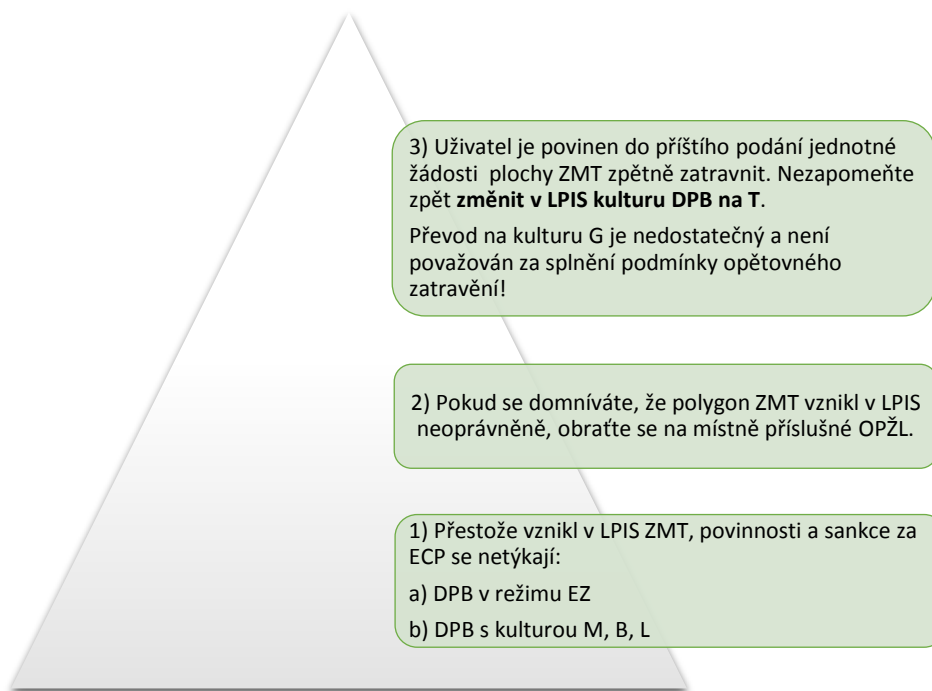 3) Uživatel je povinen do příštího podání jednotné
žádosti plochy ZMT zpětně zatravnit. Nezapomeňte
zpět změnit v LPIS kulturu DPB na T.
Převod na kulturu G je nedostatečný a není
považován za splnění podmínky opětovného
zatravění!
2) Pokud se domníváte, že polygon ZMT vznikl v LPIS
neoprávněně, obraťte se na místně příslušné OPŽL.
1) Přestože vznikl v LPIS ZMT, povinnosti a sankce za
ECP se netýkají:
a) DPB v režimu EZ
b) DPB s kulturou M, B, L